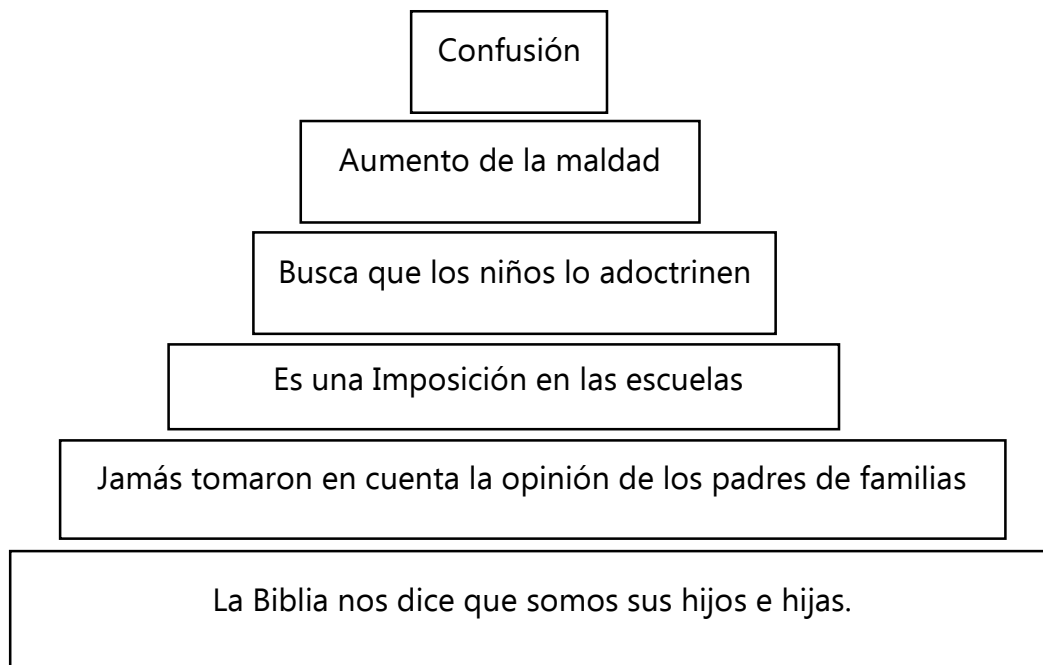 Confusión
Aumento de la maldad
Busca que los niños lo adoctrinen
Es una Imposición en las escuelas
Jamás tomaron en cuenta la opinión de los padres de familias
La Biblia nos dice que somos sus hijos e hijas.